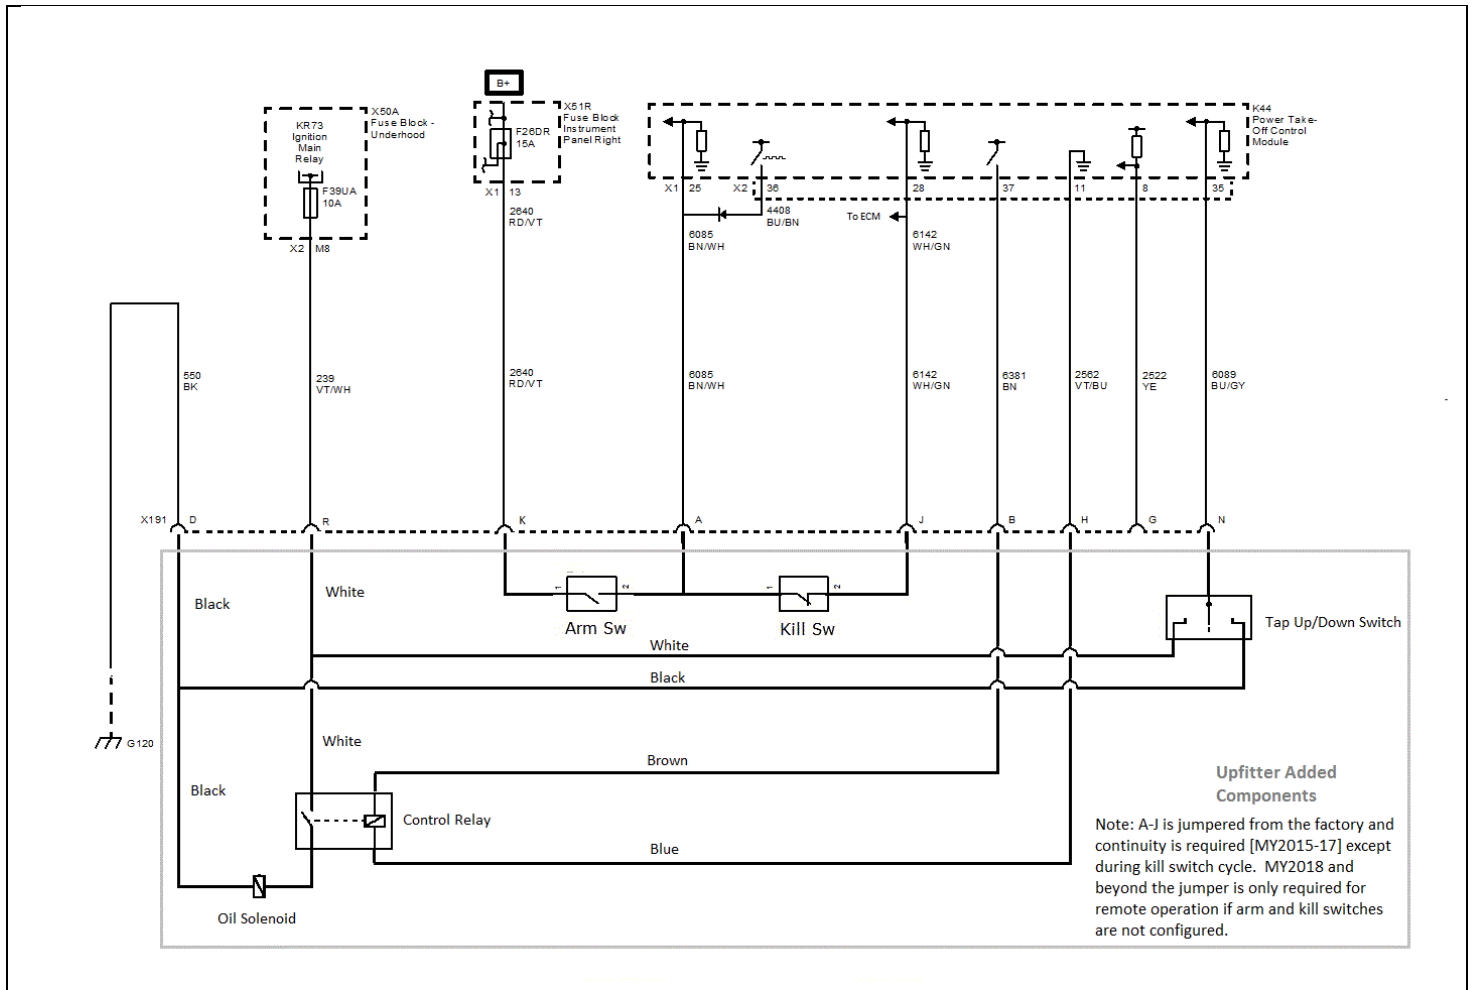 B+
X50A
Fuse Block -
Underhood
KR73
Ignition
Main
Relay
F39UA
10A
X2 M8
X51R
Fuse Block
Instrument
Panel Right
F26DR
15A
X1 13
K44
Power Take-
Off Control
Module
X1 25 X2 36 28 37 11 8 35
2640
RD/VT
4408
BU/BN
To ECM
6085
BN/WH
6142
WH/GN
550
BK
239
VT/WH
2640
RD/VT
6085
BN/WH
6142
WH/GN
6381
BN
2562
VT/BU
2522
YE
6089
BU/GY
X191 D R K A J B H G N
Black
White
1 2
Arm Sw
1 2
Kill Sw
Tap Up/Down Switch
White
Black
G120
White
Brown
Black
Control Relay
Blue
Oil Solenoid
Upfitter Added
Components
Note: A-J is jumpered from the factory and
continuity is required [MY2015-17] except
during kill switch cycle. MY2018 and
beyond the jumper is only required for
remote operation if arm and kill switches
are not configured.